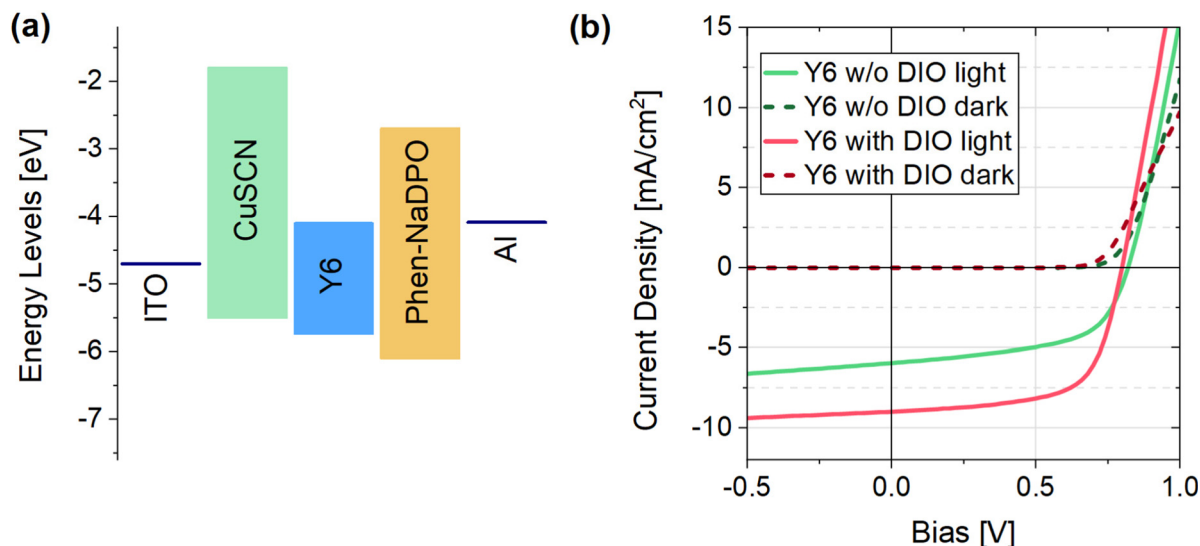 (a)
Energy Levels [eV]
-2
-3
-4
-5
-6
-7
ITO
CuSCN
Y6
Phen-NaDPO
Al
(b)
Current Density [mA/cm²]
15
10
5
0
-5
-10
Y6 w/o DIO light
Y6 w/o DIO dark
Y6 with DIO light
Y6 with DIO dark
-0.5
0.0
0.5
1.0
Bias [V]